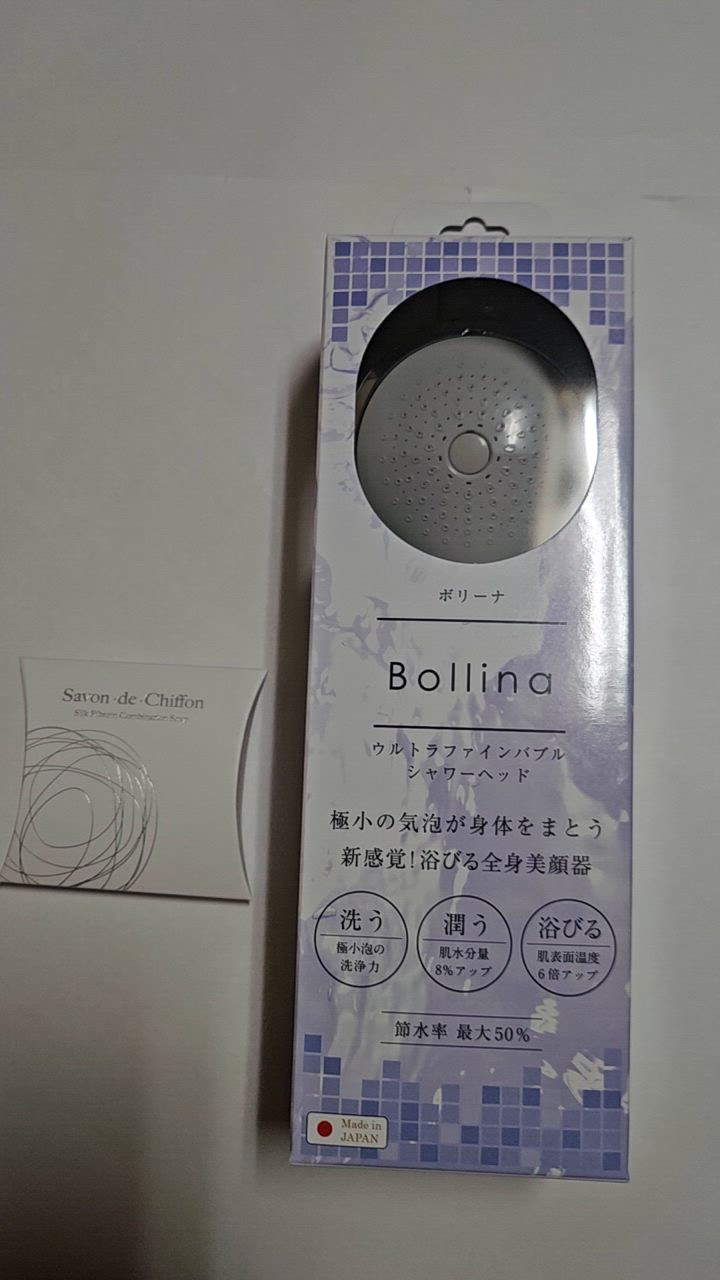 Savon・de・Chiffon
Silk Fibroin Combination Soap
ボリーナ
Bollina
ウルトラファインバブル
シャワーヘッド
極小の気泡が身体をまとう
新感覚!浴びる全身美顔器
洗う
極小泡の
洗浄力
潤う
肌水分量
8%アップ
浴びる
肌表面温度
6倍アップ
節水率 最大50%
Made in
JAPAN